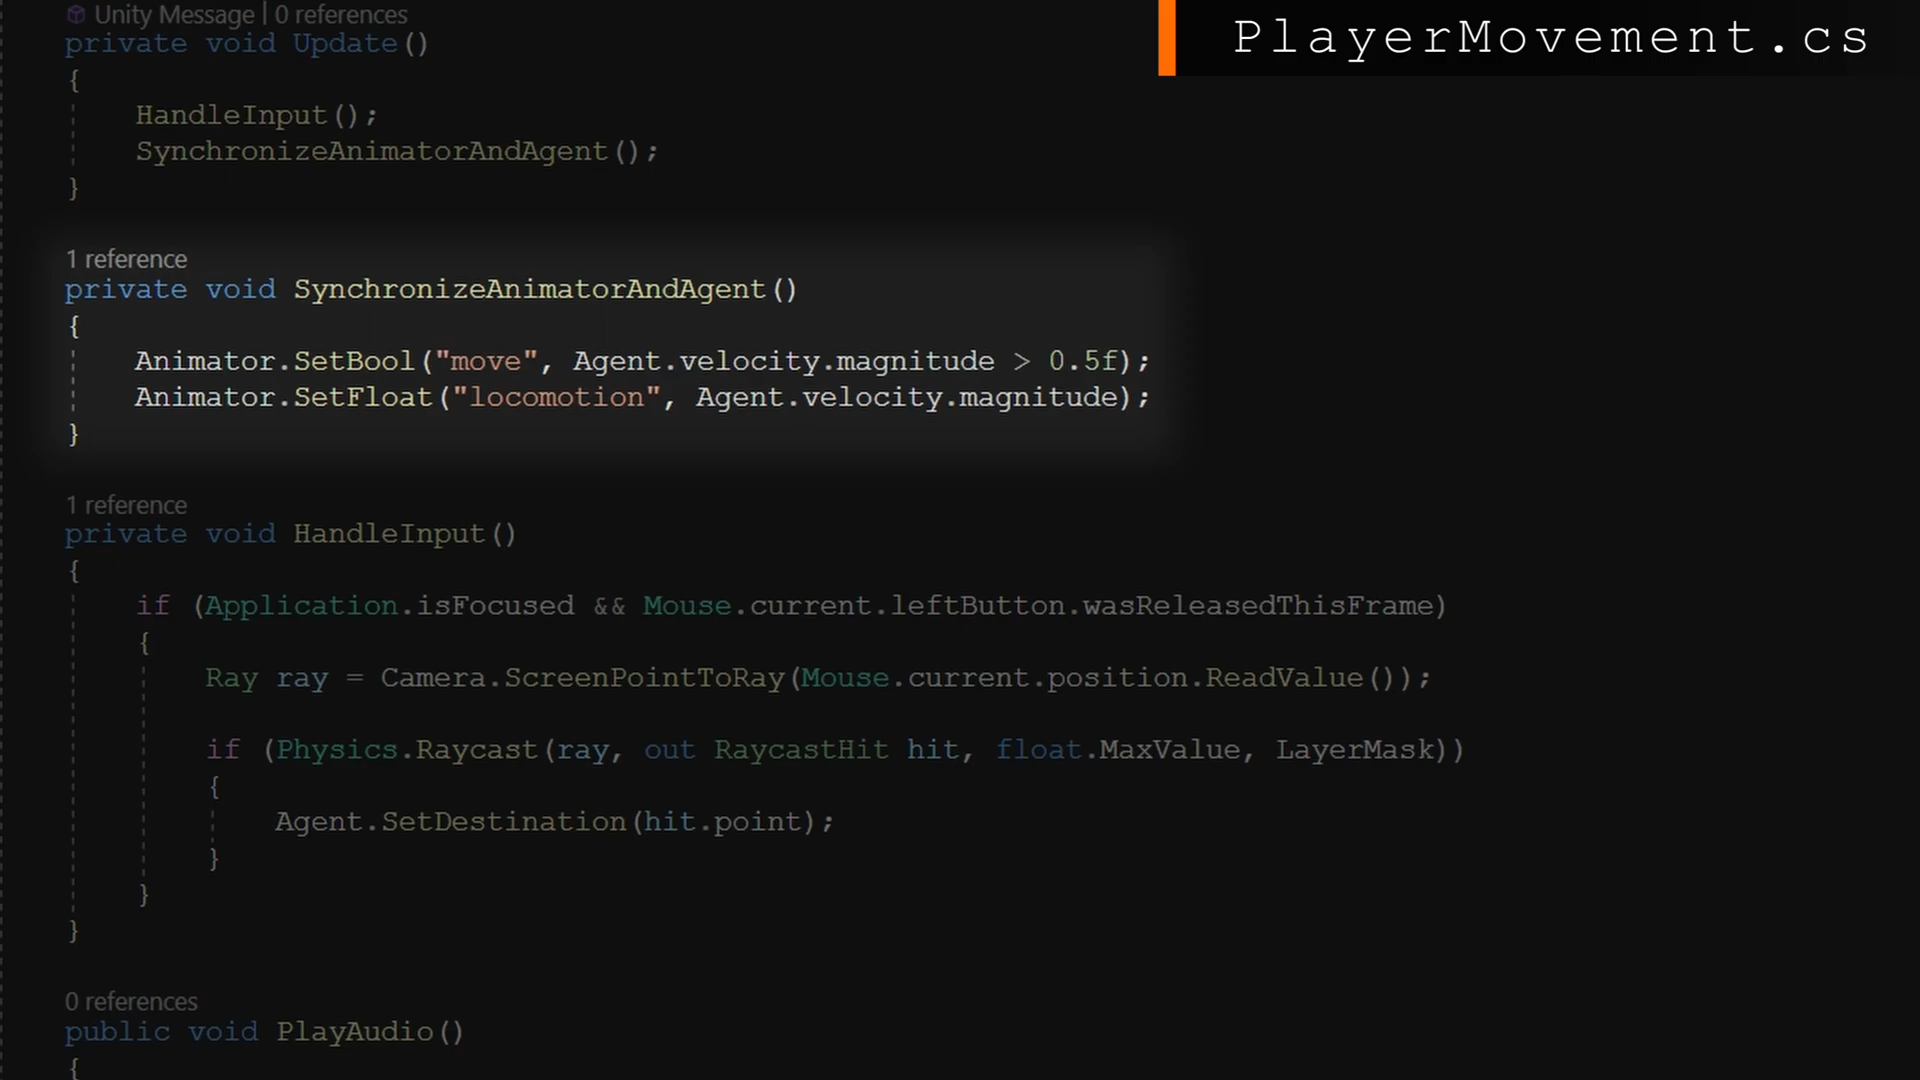 PlayerMovement.cs
Unity Message | 0 references
private void Update()
{
HandleInput();
SynchronizeAnimatorAndAgent();
}
1 reference
private void SynchronizeAnimatorAndAgent()
{
Animator.SetBool("move", Agent.velocity.magnitude > 0.5f);
Animator.SetFloat("locomotion", Agent.velocity.magnitude);
}
1 reference
private void HandleInput()
{
if (Application.isFocused && Mouse.current.leftButton.wasReleasedThisFrame)
{
Ray ray = Camera.ScreenPointToRay(Mouse.current.position.ReadValue());
if (Physics.Raycast(ray, out RaycastHit hit, float.MaxValue, LayerMask))
{
Agent.SetDestination(hit.point);
}
}
}
0 references
public void PlayAudio()
{